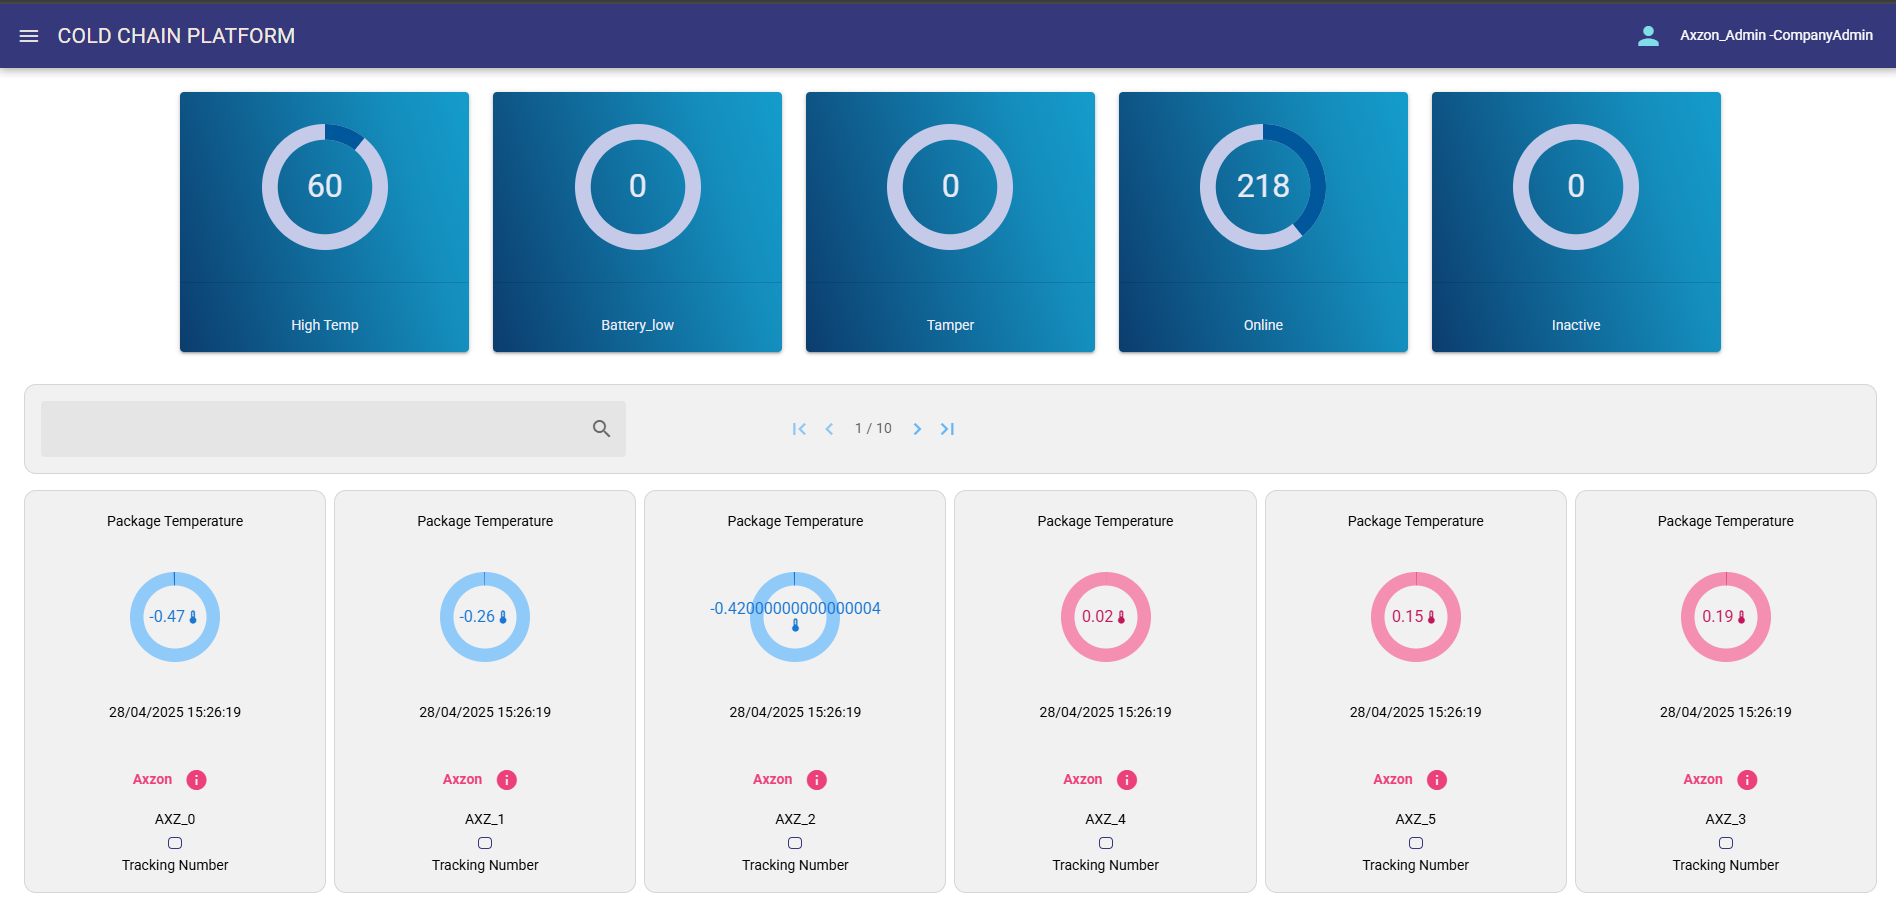 COLD CHAIN PLATFORM
Axzon_Admin -CompanyAdmin
60
0
0
218
0
High Temp
Battery_low
Tamper
Online
Inactive
1 / 10
Package Temperature
Package Temperature
Package Temperature
Package Temperature
Package Temperature
Package Temperature
-0.47
-0.26
-0.42000000000000004
0.02
0.15
0.19
28/04/2025 15:26:19
28/04/2025 15:26:19
28/04/2025 15:26:19
28/04/2025 15:26:19
28/04/2025 15:26:19
28/04/2025 15:26:19
Axzon
Axzon
Axzon
Axzon
Axzon
Axzon
AXZ_0
AXZ_1
AXZ_2
AXZ_4
AXZ_5
AXZ_3
Tracking Number
Tracking Number
Tracking Number
Tracking Number
Tracking Number
Tracking Number